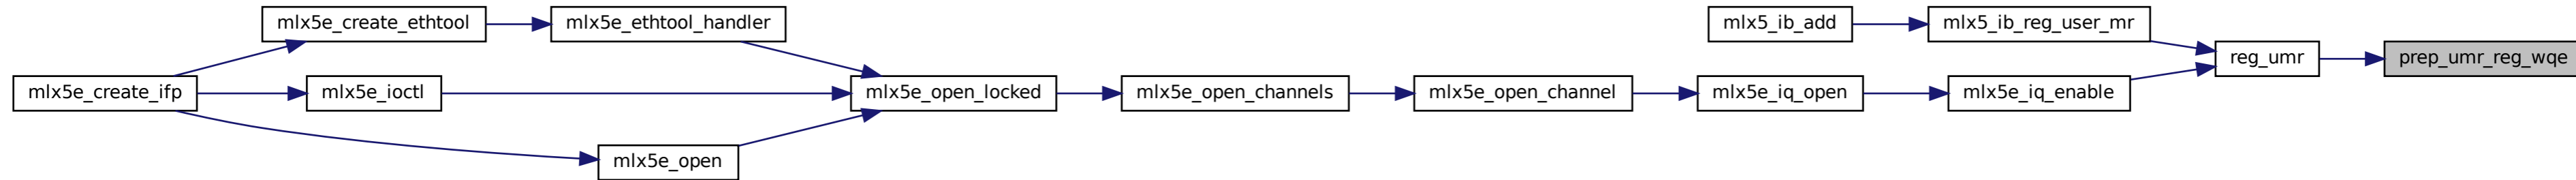 mlx5e_create_ethtool
mlx5e_ethtool_handler
mlx5_ib_add
mlx5_ib_reg_user_mr
reg_umr
prep_umr_reg_wqe
mlx5e_create_ifp
mlx5e_ioctl
mlx5e_open_locked
mlx5e_open_channels
mlx5e_open_channel
mlx5e_iq_open
mlx5e_iq_enable
mlx5e_open